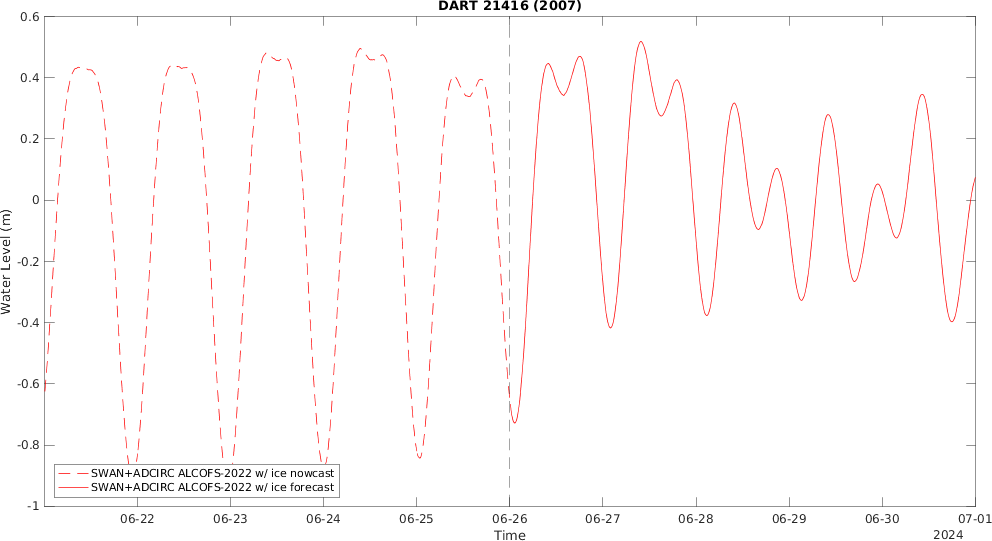 DART 21416 (2007)
0.6
0.4
0.2
0
-0.2
-0.4
-0.6
-0.8
-1
Water Level (m)
SWAN+ADCIRC ALCOFS-2022 w/ ice nowcast
SWAN+ADCIRC ALCOFS-2022 w/ ice forecast
06-22 06-23 06-24 06-25 06-26 06-27 06-28 06-29 06-30 07-01
Time
2024